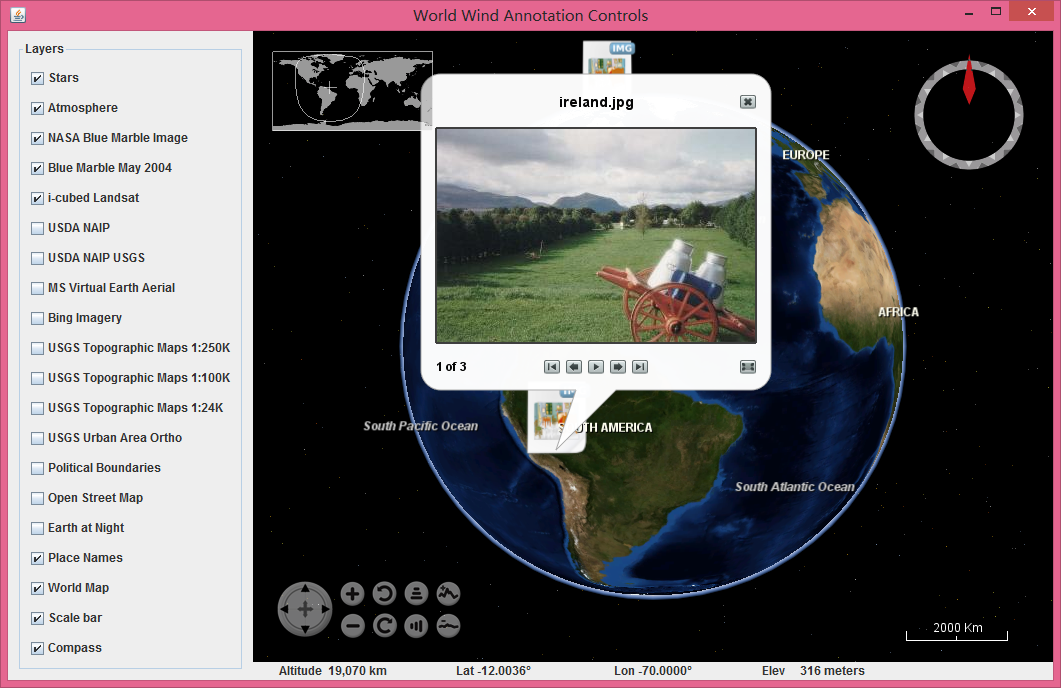 World Wind Annotation Controls
Layers
Stars
Atmosphere
NASA Blue Marble Image
Blue Marble May 2004
i-cubed Landsat
USDA NAIP
USDA NAIP USGS
MS Virtual Earth Aerial
Bing Imagery
USGS Topographic Maps 1:250K
USGS Topographic Maps 1:100K
USGS Topographic Maps 1:24K
USGS Urban Area Ortho
Political Boundaries
Open Street Map
Earth at Night
Place Names
World Map
Scale bar
Compass
IMG
ireland.jpg
1 of 3
EUROPE
AFRICA
South Pacific Ocean
TH AMERICA
South Atlantic Ocean
2000 Km
Altitude 19,070 km Lat -12.0036° Lon -70.0000° Elev 316 meters